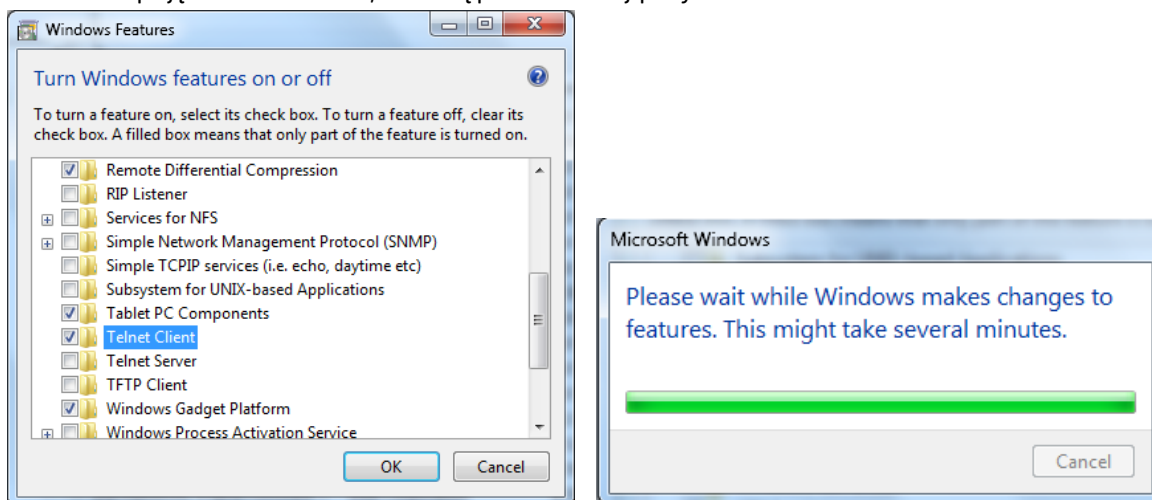 Windows Features
Turn Windows features on or off
To turn a feature on, select its check box. To turn a feature off, clear its
check box. A filled box means that only part of the feature is turned on.
Remote Differential Compression
RIP Listener
Services for NFS
Simple Network Management Protocol (SNMP)
Simple TCPIP services (i.e. echo, daytime etc)
Subsystem for UNIX-based Applications
Tablet PC Components
Telnet Client
Telnet Server
TFTP Client
Windows Gadget Platform
Windows Process Activation Service
OK Cancel
Microsoft Windows
Please wait while Windows makes changes to
features. This might take several minutes.
Cancel